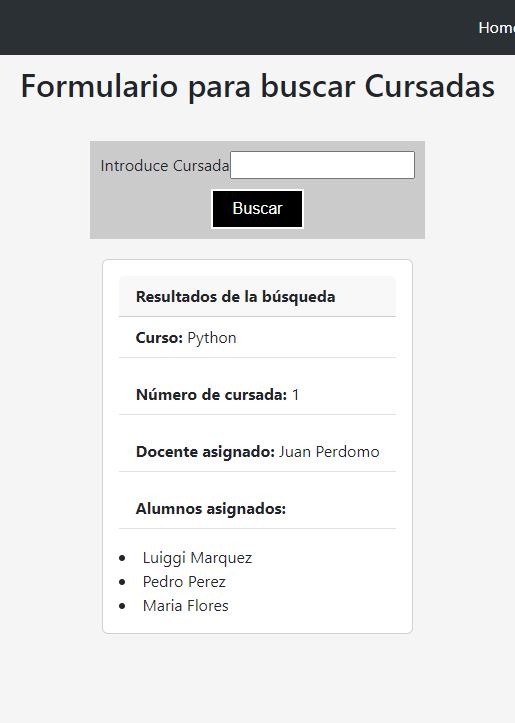 Home
Formulario para buscar Cursadas
Introduce Cursada
Buscar
Resultados de la búsqueda
Curso: Python
Número de cursada: 1
Docente asignado: Juan Perdomo
Alumnos asignados:
Luiggi Marquez
Pedro Perez
Maria Flores